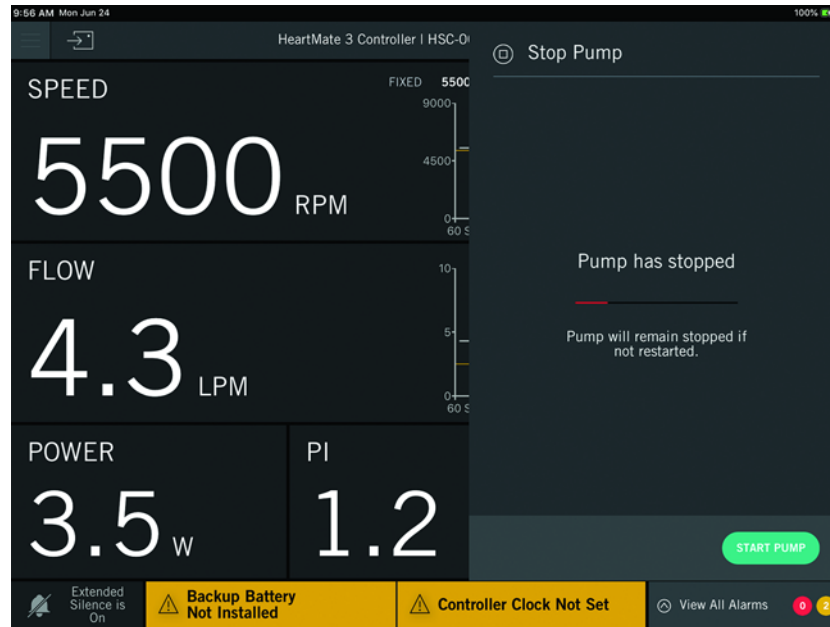 9:56 AM Mon Jun 24
100%
HeartMate 3 Controller | HSC-0
Stop Pump
SPEED
FIXED 5500
9000
4500
0
60 S
5500 RPM
FLOW
10
5
0
60 S
4.3 LPM
POWER
3.5 W
PI
1.2
Pump has stopped
Pump will remain stopped if
not restarted.
START PUMP
Extended
Silence is
On
Backup Battery
Not Installed
Controller Clock Not Set
View All Alarms
0
2